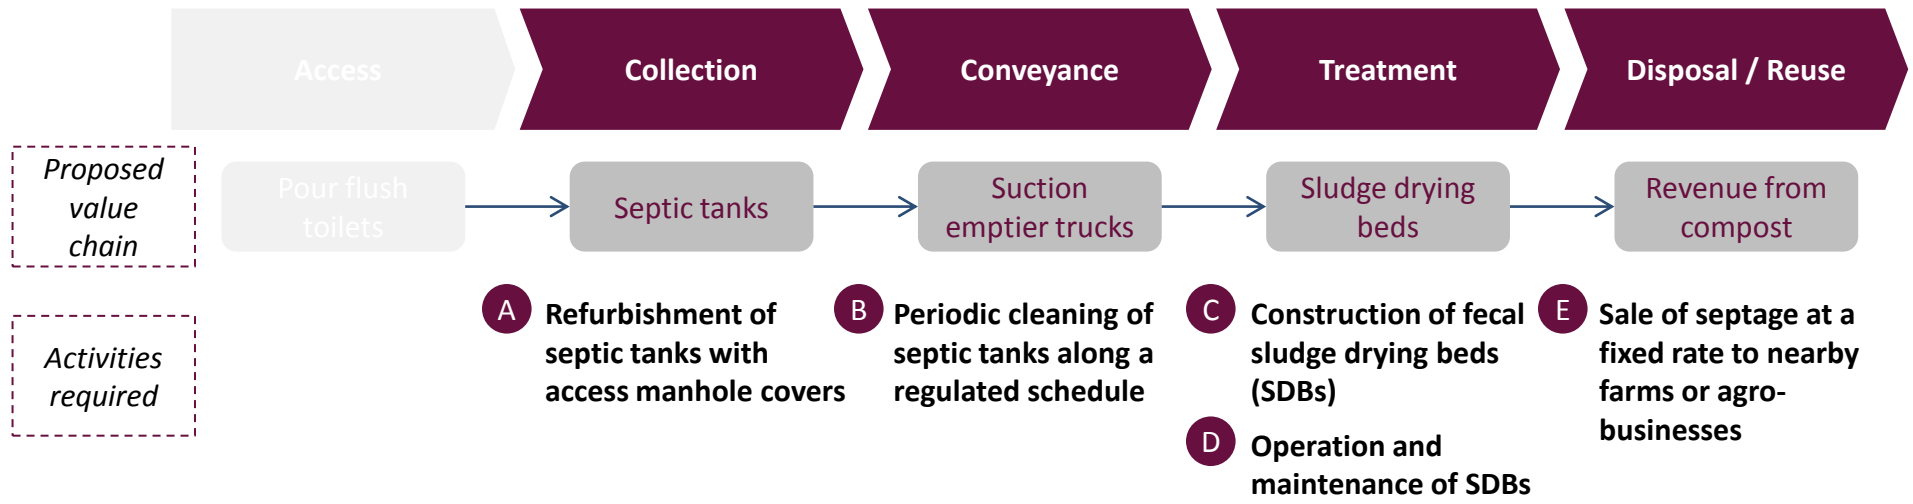 Access
Collection
Conveyance
Treatment
Disposal / Reuse
Proposed
value
chain
Pour flush
toilets
Septic tanks
Suction
emptier trucks
Sludge drying
beds
Revenue from
compost
Activities
required
A
Refurbishment of
septic tanks with
access manhole covers
B
Periodic cleaning of
septic tanks along a
regulated schedule
C
Construction of fecal
sludge drying beds
(SDBs)
D
Operation and
maintenance of SDBs
E
Sale of septage at a
fixed rate to nearby
farms or agro-
businesses